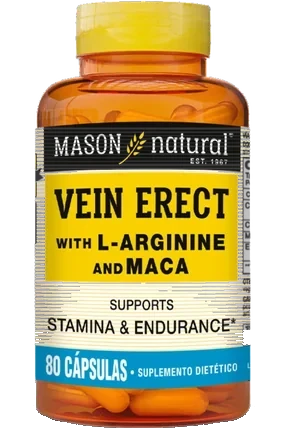 MASON natural
EST. 1967
VEIN ERECT
WITH L-ARGININE
AND MACA
SUPPORTS
STAMINA & ENDURANCE*
80 CÁPSULAS • SUPLEMENTO DIETÉTICO